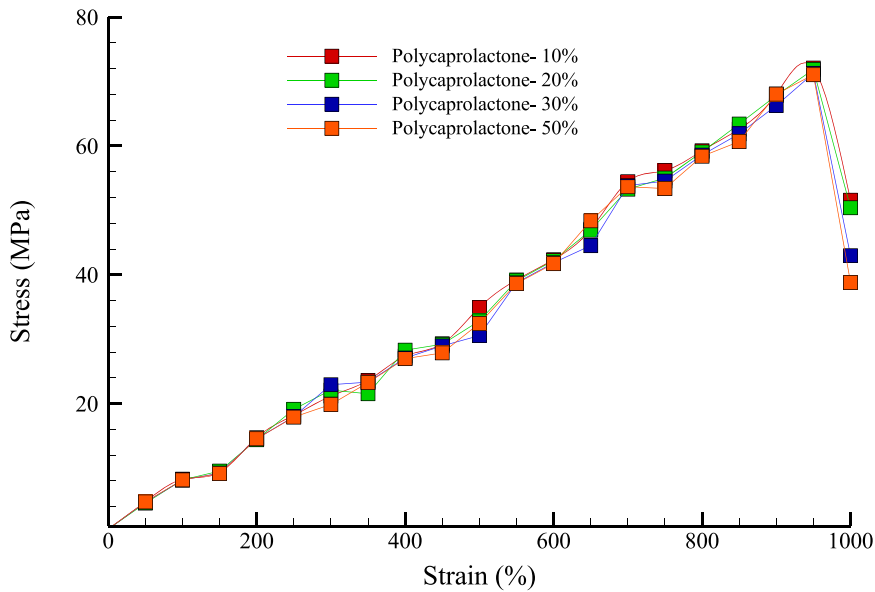 80
Polycaprolactone- 10%
Polycaprolactone- 20%
Polycaprolactone- 30%
Polycaprolactone- 50%
60
Stress (MPa)
40
20
0 200 400 600 800 1000
Strain (%)